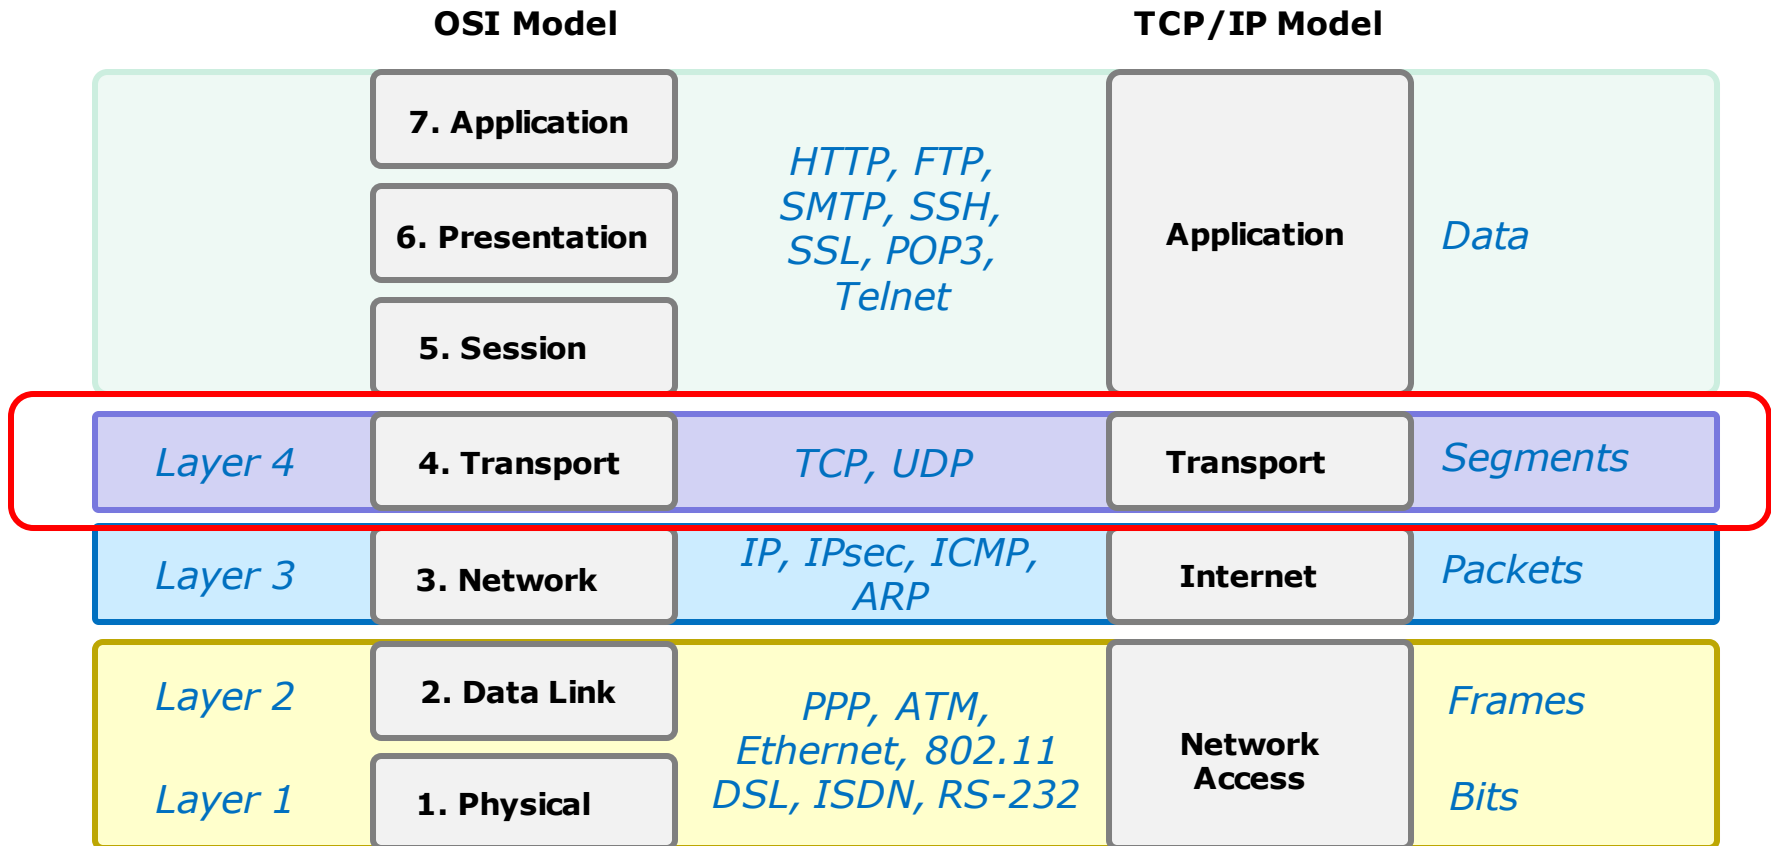 OSI Model
TCP/IP Model
7. Application
6. Presentation
5. Session
HTTP, FTP,
SMTP, SSH,
SSL, POP3,
Telnet
Application
Data
Layer 4
4. Transport
TCP, UDP
Transport
Segments
Layer 3
3. Network
IP, IPsec, ICMP,
ARP
Internet
Packets
Layer 2
2. Data Link
Layer 1
1. Physical
PPP, ATM,
Ethernet, 802.11
DSL, ISDN, RS-232
Network
Access
Frames
Bits